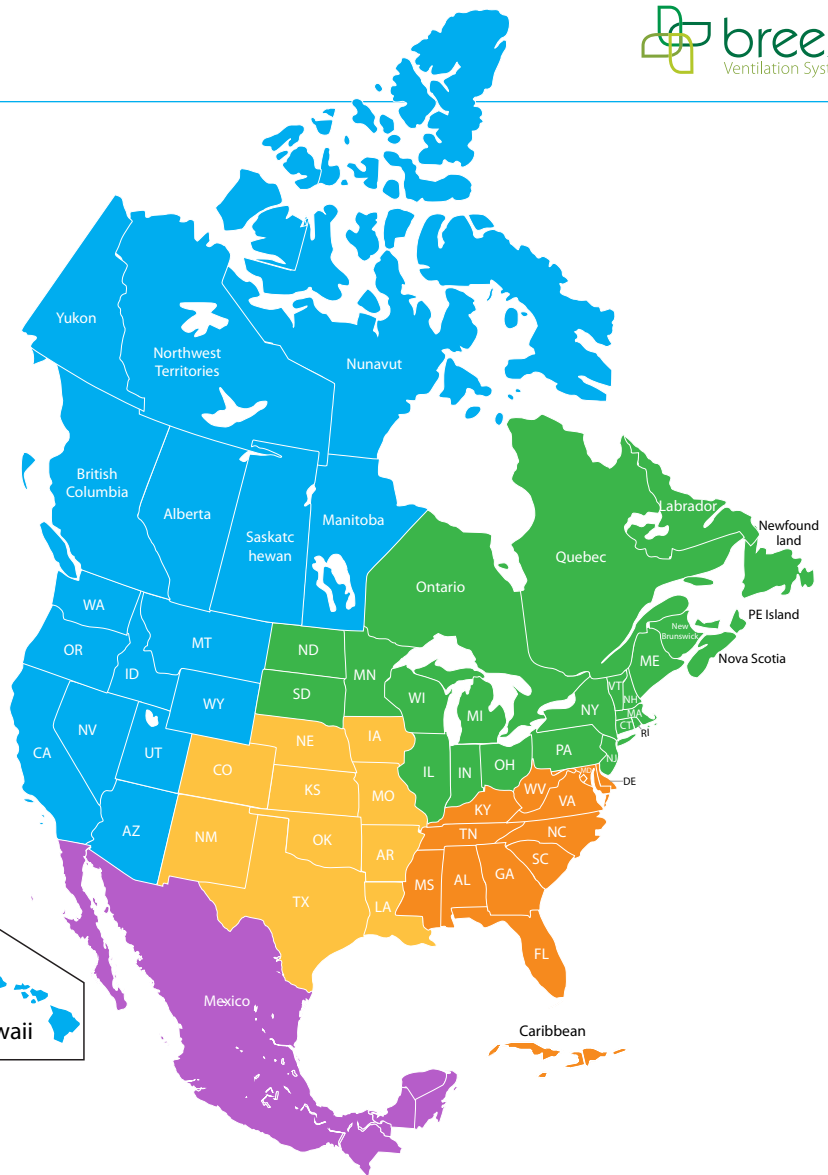 bree
Ventilation Syst
Yukon
Northwest
Territories
Nunavut
British
Columbia
Alberta
Saskatc
hewan
Manitoba
Ontario
Quebec
Labrador
Newfound
land
PE Island
New
Brunswick
Nova Scotia
WA
OR
ID
MT
WY
NV
CA
UT
AZ
ND
SD
MN
WI
MI
IL
IN
OH
PA
NY
VT
NH
MA
CT
RI
ME
NJ
DE
MD
NE
IA
CO
KS
MO
NM
OK
AR
TX
LA
KY
WV
VA
TN
NC
SC
MS
AL
GA
FL
Mexico
waii
Caribbean